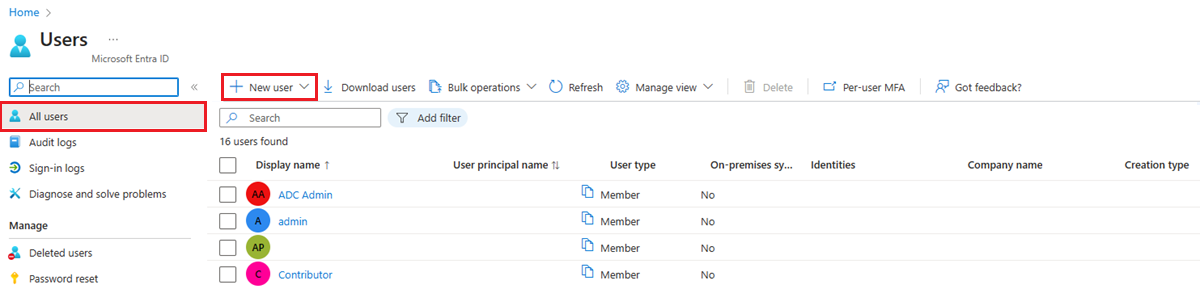 Home >
Users ...
Microsoft Entra ID
Search «
All users
Audit logs
Sign-in logs
Diagnose and solve problems
Manage
Deleted users
Password reset
+ New user Download users Bulk operations Refresh Manage view Delete Per-user MFA Got feedback?
Search Add filter
16 users found
Display name ↑ User principal name ↑↓ User type On-premises sy... Identities Company name Creation type
AA ADC Admin Member No
A admin Member No
AP Member No
C Contributor Member No